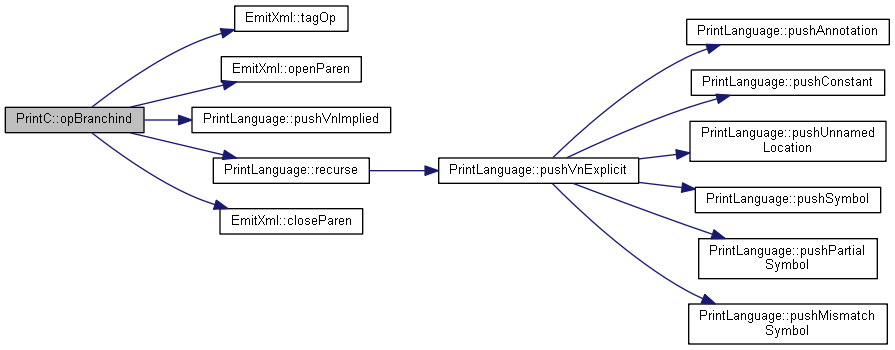 PrintC::opBranchind
EmitXml::tagOp
EmitXml::openParen
PrintLanguage::pushVnImplied
PrintLanguage::recurse
EmitXml::closeParen
PrintLanguage::pushVnExplicit
PrintLanguage::pushAnnotation
PrintLanguage::pushConstant
PrintLanguage::pushUnnamed
Location
PrintLanguage::pushSymbol
PrintLanguage::pushPartial
Symbol
PrintLanguage::pushMismatch
Symbol